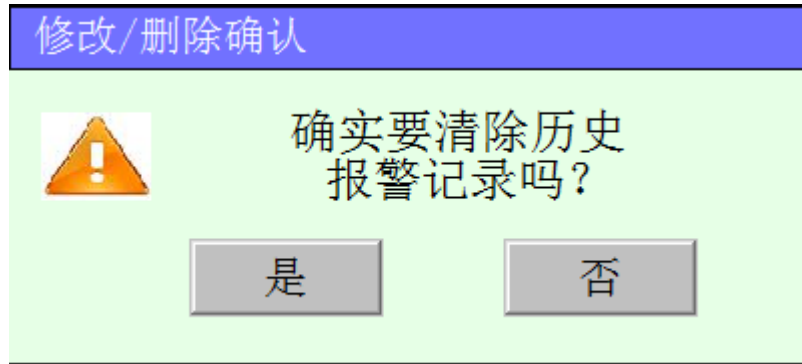 修改/删除确认
确实要清除历史
报警记录吗？
是
否